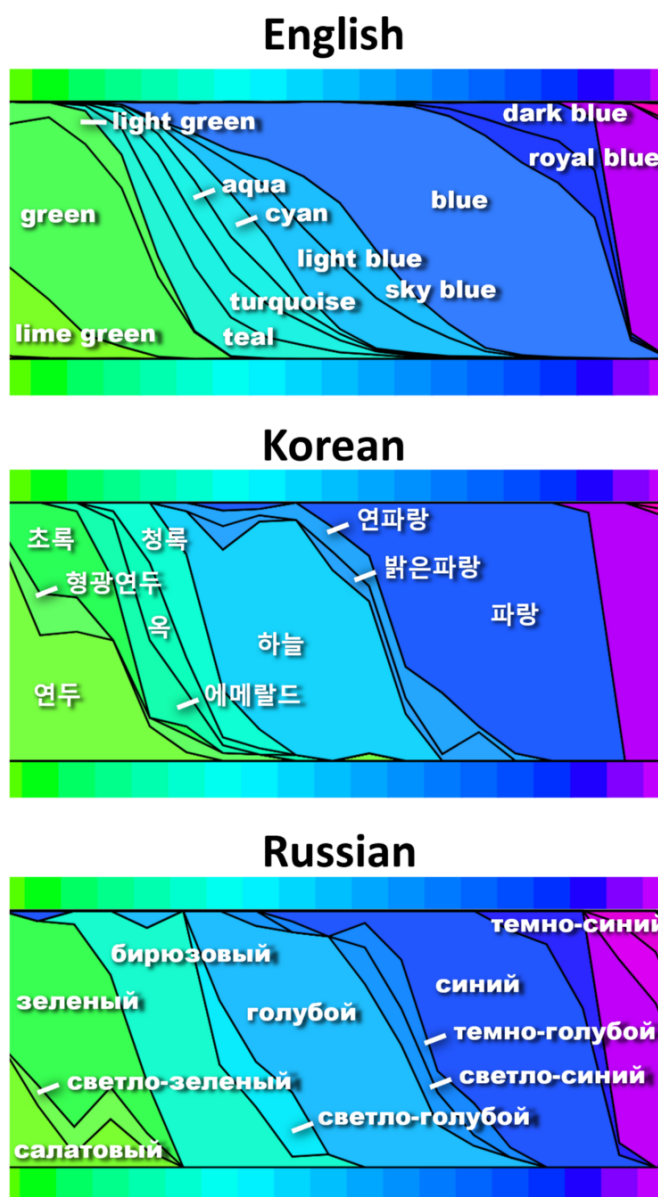 English
dark blue
light green
royal blue
aqua
blue
green
cyan
light blue
sky blue
turquoise
lime green
teal
Korean
연파랑
초록
청록
밝은파랑
형광연두
파랑
옥
하늘
연두
에메랄드
Russian
темно-синий
бирюзовый
синий
зеленый
голубой
темно-голубой
светло-синий
светло-зеленый
светло-голубой
салатовый